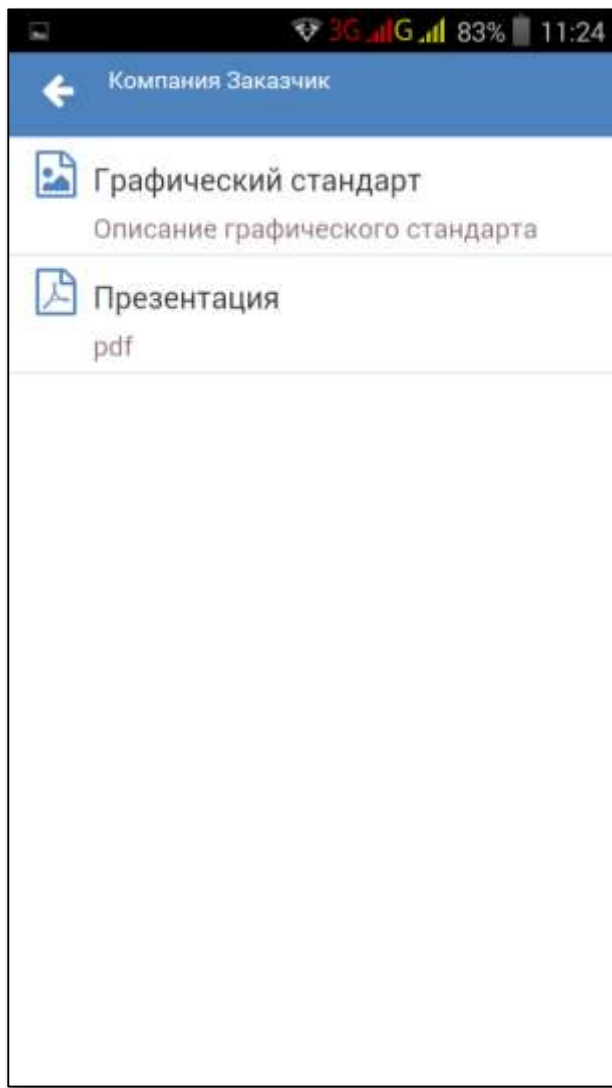 3G G 83% 11:24
Компания Заказчик
Графический стандарт
Описание графического стандарта
Презентация
pdf